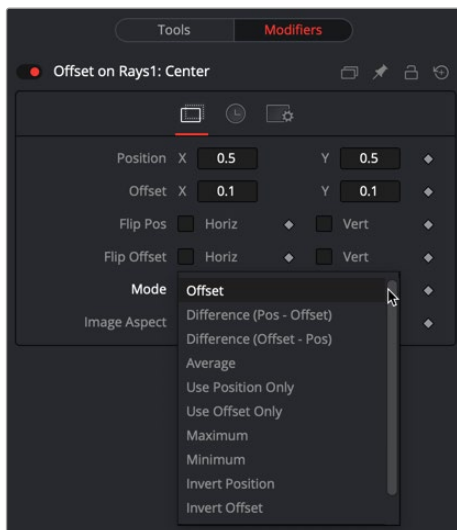 Tools Modifiers
Offset on Rays1: Center
Position X 0.5 Y 0.5
Offset X 0.1 Y 0.1
Flip Pos Horiz Vert
Flip Offset Horiz Vert
Mode Offset
Difference (Pos - Offset)
Image Aspect Difference (Offset - Pos)
Average
Use Position Only
Use Offset Only
Maximum
Minimum
Invert Position
Invert Offset